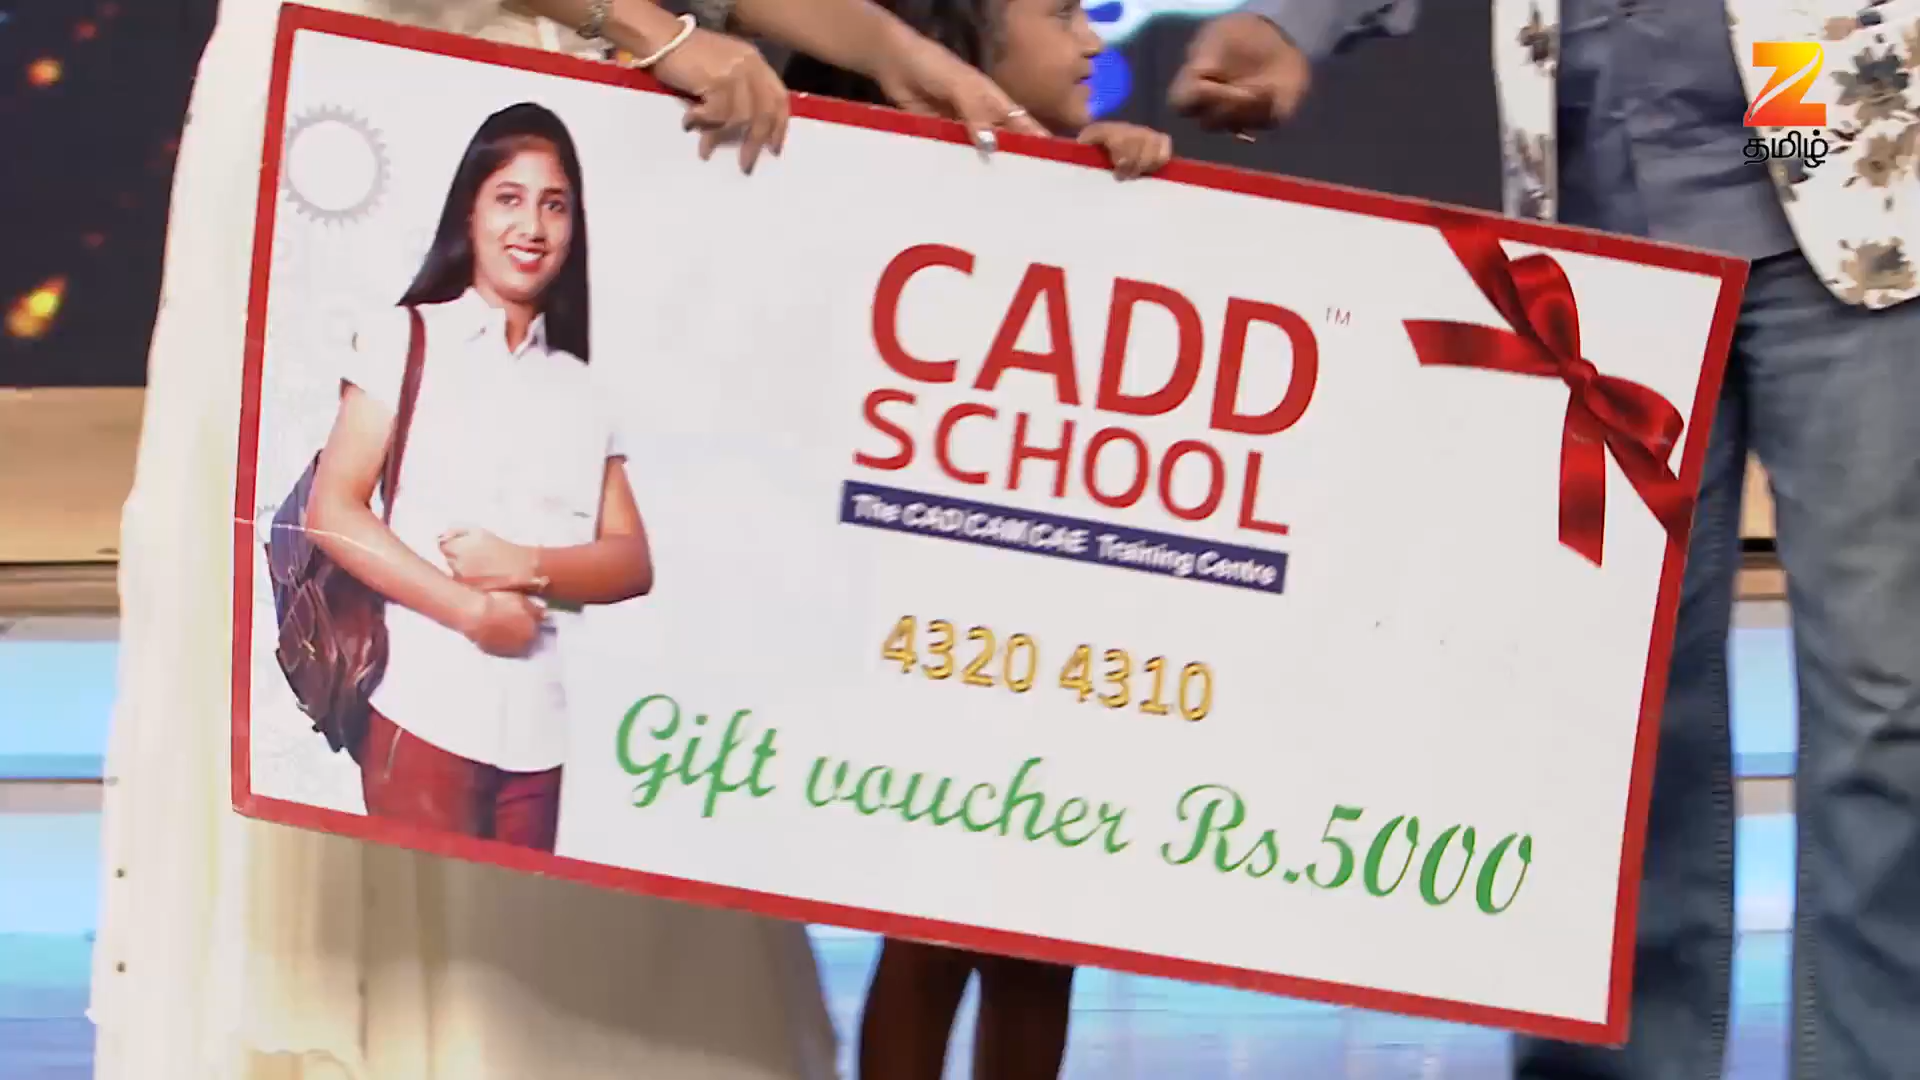 CADD™
SCHOOL
The CAD|CAM|CAE Training Centre
4320 4310
Gift voucher Rs.5000
Z
தமிழ்